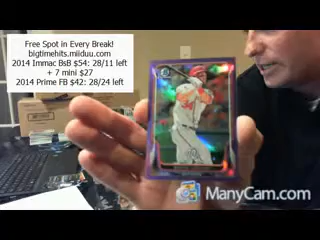 Free Spot in Every Break!
bigtimehits.miiduu.com
2014 Immac BsB $54: 28/11 left
+ 7 mini $27
2014 Prime FB $42: 28/24 left
ManyCam.com